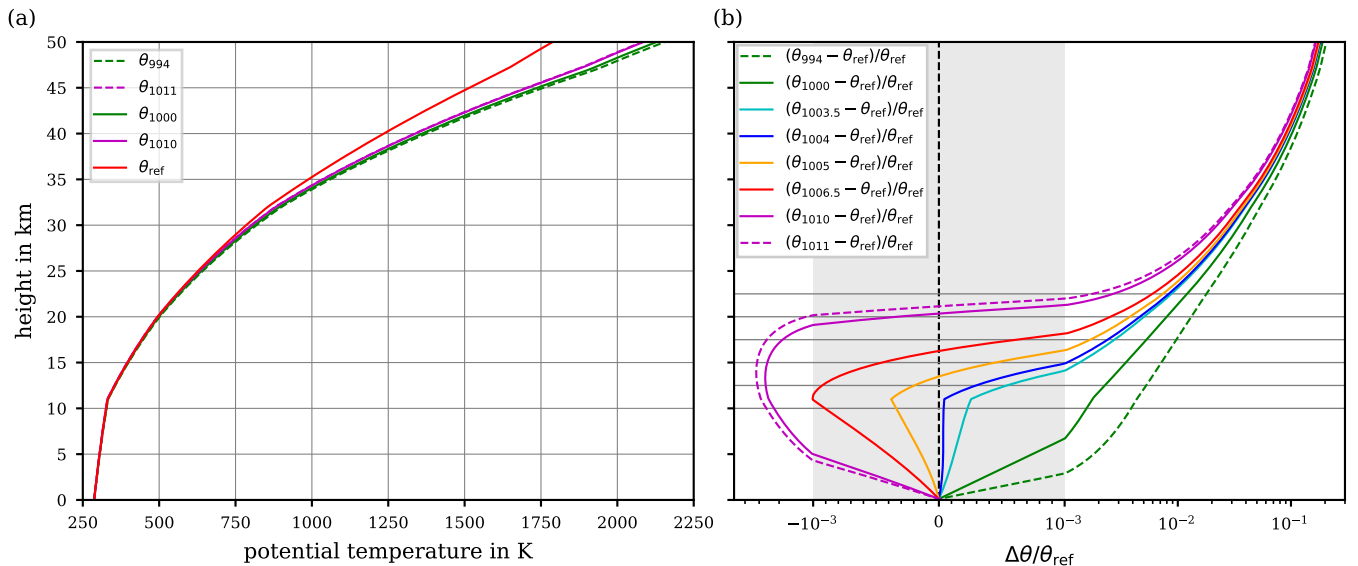 (a)
50
45
40
35
30
25
20
15
10
5
0
height in km
θ994
θ1011
θ1000
θ1010
θref
250 500 750 1000 1250 1500 1750 2000 2250
potential temperature in K
(b)
(θ994 − θref)/θref
(θ1000 − θref)/θref
(θ1003.5 − θref)/θref
(θ1004 − θref)/θref
(θ1005 − θref)/θref
(θ1006.5 − θref)/θref
(θ1010 − θref)/θref
(θ1011 − θref)/θref
−10⁻³ 0 10⁻³ 10⁻² 10⁻¹
Δθ/θref